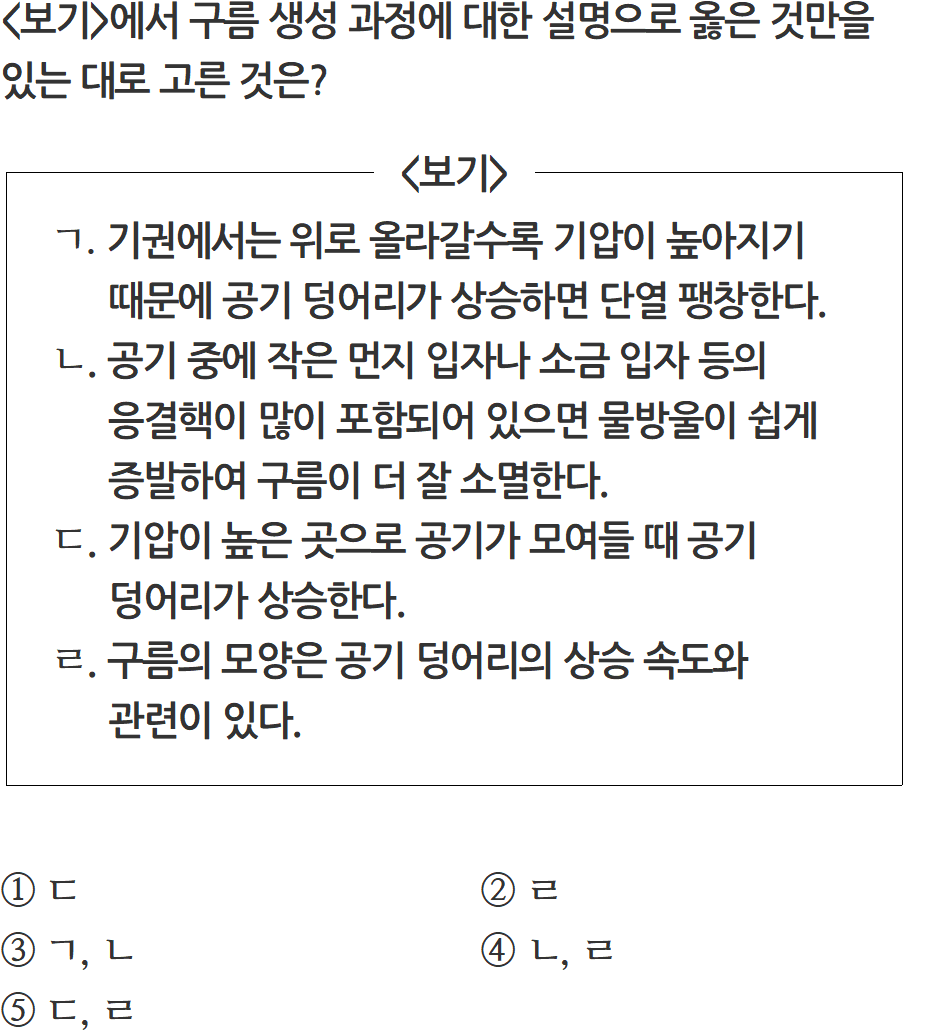 <보기>에서 구름 생성 과정에 대한 설명으로 옳은 것만을
있는 대로 고른 것은?
<보기>
ㄱ. 기권에서는 위로 올라갈수록 기압이 높아지기
때문에 공기 덩어리가 상승하면 단열 팽창한다.
ㄴ. 공기 중에 작은 먼지 입자나 소금 입자 등의
응결핵이 많이 포함되어 있으면 물방울이 쉽게
증발하여 구름이 더 잘 소멸한다.
ㄷ. 기압이 높은 곳으로 공기가 모여들 때 공기
덩어리가 상승한다.
ㄹ. 구름의 모양은 공기 덩어리의 상승 속도와
관련이 있다.
① ㄷ ② ㄹ
③ ㄱ, ㄴ ④ ㄴ, ㄹ
⑤ ㄷ, ㄹ